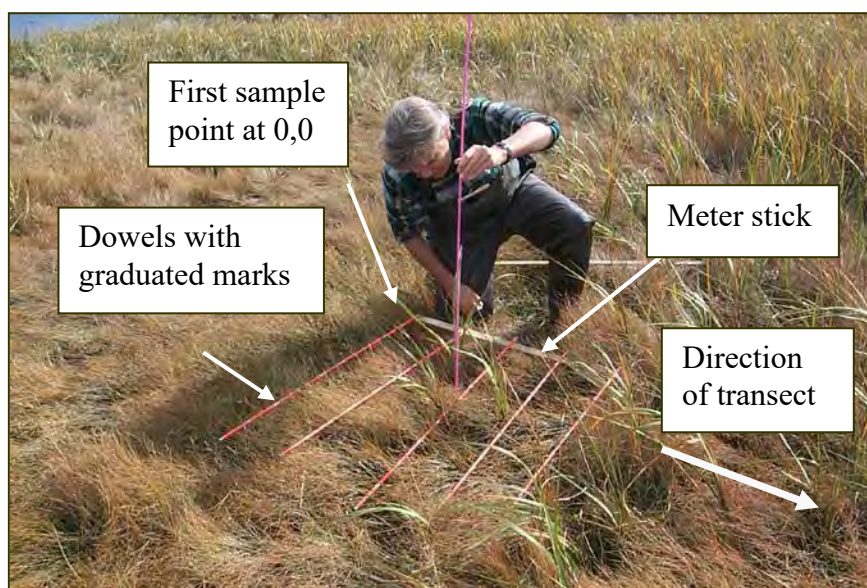 First sample
point at 0,0
Meter stick
Dowels with
graduated marks
Direction
of transect